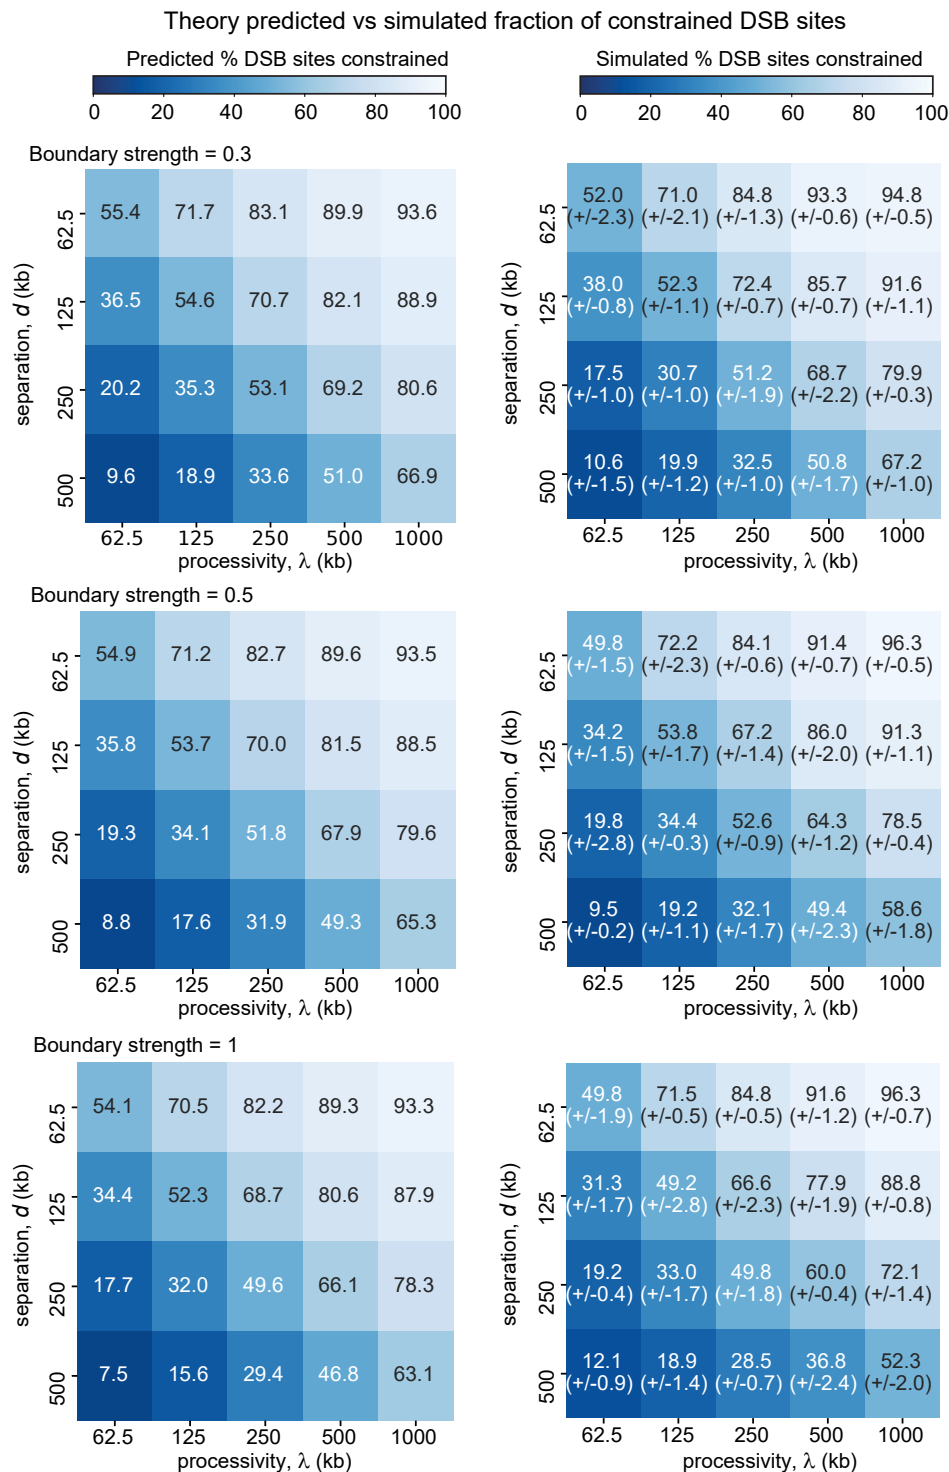 Theory predicted vs simulated fraction of constrained DSB sites
Predicted % DSB sites constrained
0 20 40 60 80 100
Simulated % DSB sites constrained
0 20 40 60 80 100
Boundary strength = 0.3
separation, d (kb)
62.5 55.4 71.7 83.1 89.9 93.6
125 36.5 54.6 70.7 82.1 88.9
250 20.2 35.3 53.1 69.2 80.6
500 9.6 18.9 33.6 51.0 66.9
62.5 125 250 500 1000
processivity, λ (kb)
separation, d (kb)
62.5 52.0 71.0 84.8 93.3 94.8
(+/-2.3) (+/-2.1) (+/-1.3) (+/-0.6) (+/-0.5)
125 38.0 52.3 72.4 85.7 91.6
(+/-0.8) (+/-1.1) (+/-0.7) (+/-0.7) (+/-1.1)
250 17.5 30.7 51.2 68.7 79.9
(+/-1.0) (+/-1.0) (+/-1.9) (+/-2.2) (+/-0.3)
500 10.6 19.9 32.5 50.8 67.2
(+/-1.5) (+/-1.2) (+/-1.0) (+/-1.7) (+/-1.0)
62.5 125 250 500 1000
processivity, λ (kb)
Boundary strength = 0.5
separation, d (kb)
62.5 54.9 71.2 82.7 89.6 93.5
125 35.8 53.7 70.0 81.5 88.5
250 19.3 34.1 51.8 67.9 79.6
500 8.8 17.6 31.9 49.3 65.3
62.5 125 250 500 1000
processivity, λ (kb)
separation, d (kb)
62.5 49.8 72.2 84.1 91.4 96.3
(+/-1.5) (+/-2.3) (+/-0.6) (+/-0.7) (+/-0.5)
125 34.2 53.8 67.2 86.0 91.3
(+/-1.5) (+/-1.7) (+/-1.4) (+/-2.0) (+/-1.1)
250 19.8 34.4 52.6 64.3 78.5
(+/-2.8) (+/-0.3) (+/-0.9) (+/-1.2) (+/-0.4)
500 9.5 19.2 32.1 49.4 58.6
(+/-0.2) (+/-1.1) (+/-1.7) (+/-2.3) (+/-1.8)
62.5 125 250 500 1000
processivity, λ (kb)
Boundary strength = 1
separation, d (kb)
62.5 54.1 70.5 82.2 89.3 93.3
125 34.4 52.3 68.7 80.6 87.9
250 17.7 32.0 49.6 66.1 78.3
500 7.5 15.6 29.4 46.8 63.1
62.5 125 250 500 1000
processivity, λ (kb)
separation, d (kb)
62.5 49.8 71.5 84.8 91.6 96.3
(+/-1.9) (+/-0.5) (+/-0.5) (+/-1.2) (+/-0.7)
125 31.3 49.2 66.6 77.9 88.8
(+/-1.7) (+/-2.8) (+/-2.3) (+/-1.9) (+/-0.8)
250 19.2 33.0 49.8 60.0 72.1
(+/-0.4) (+/-1.7) (+/-1.8) (+/-0.4) (+/-1.4)
500 12.1 18.9 28.5 36.8 52.3
(+/-0.9) (+/-1.4) (+/-0.7) (+/-2.4) (+/-2.0)
62.5 125 250 500 1000
processivity, λ (kb)